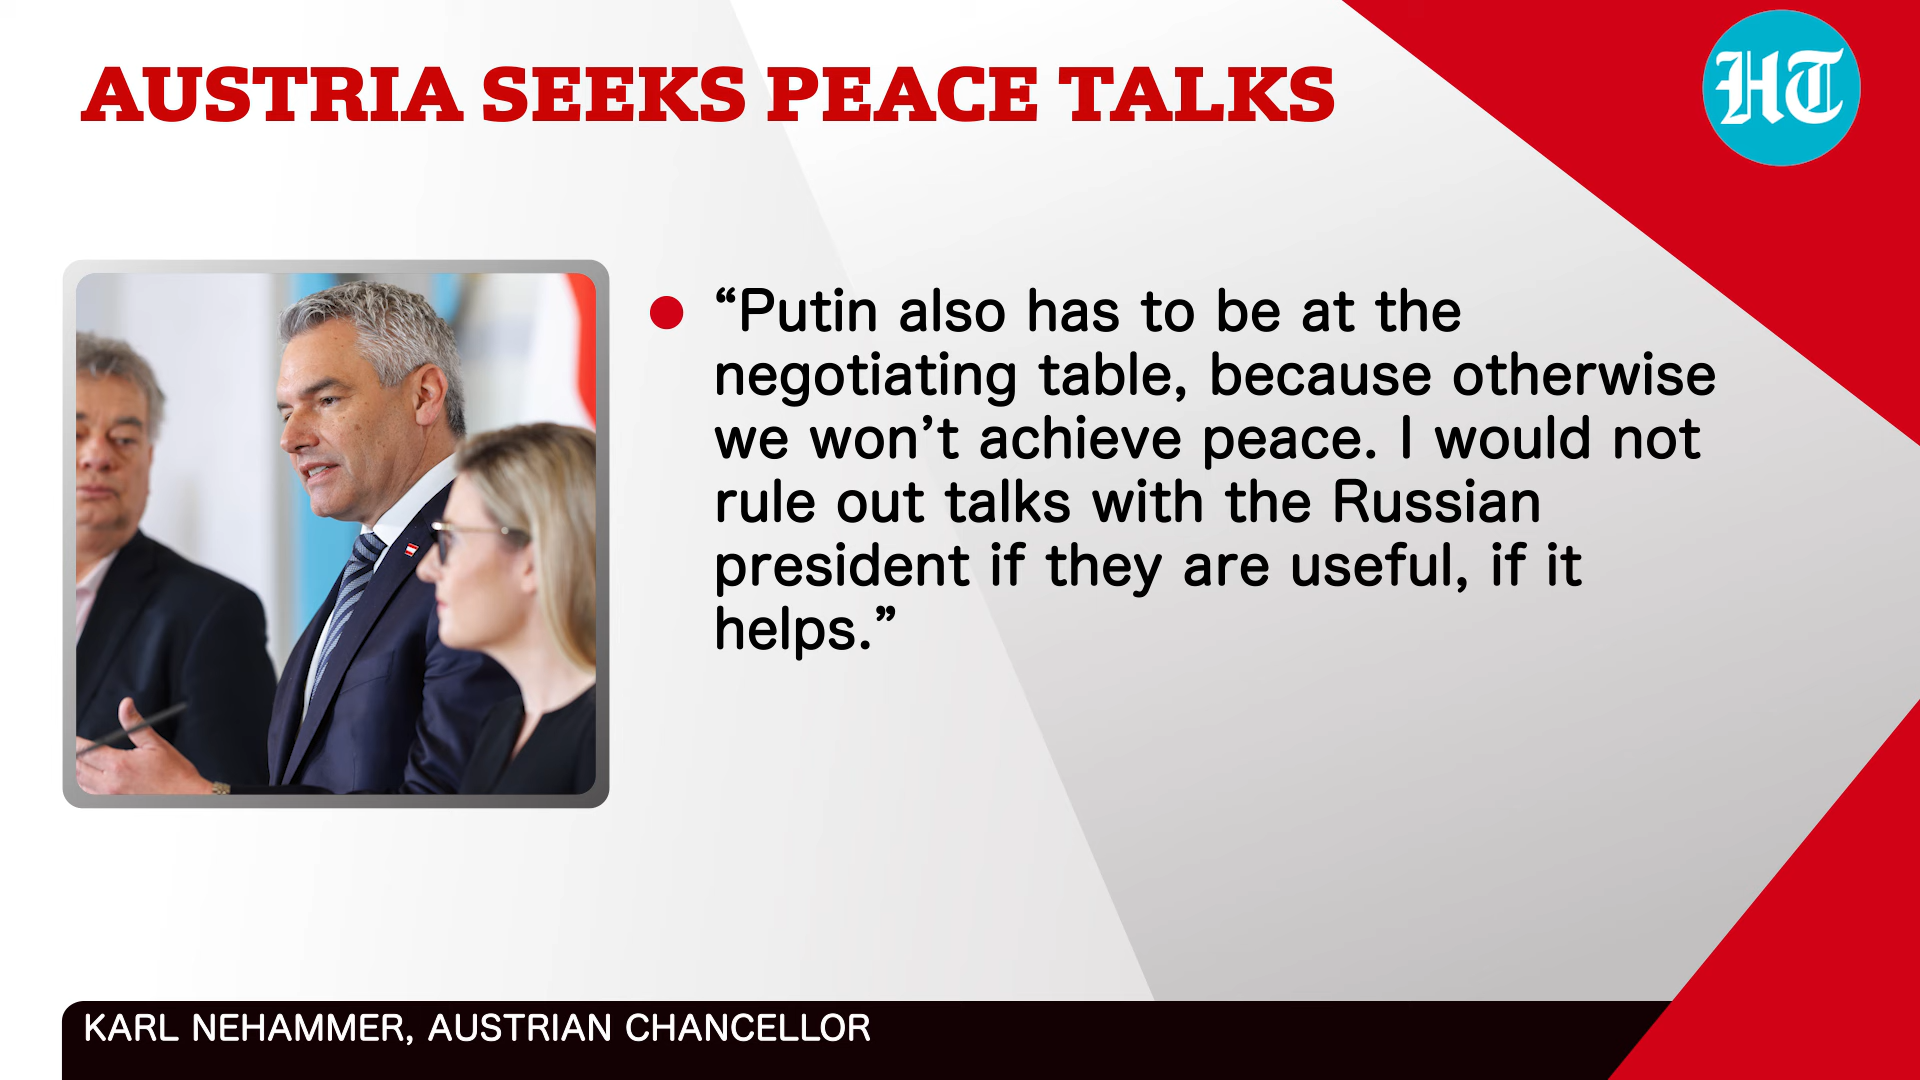 AUSTRIA SEEKS PEACE TALKS
HT
“Putin also has to be at the
negotiating table, because otherwise
we won’t achieve peace. I would not
rule out talks with the Russian
president if they are useful, if it
helps.”
KARL NEHAMMER, AUSTRIAN CHANCELLOR